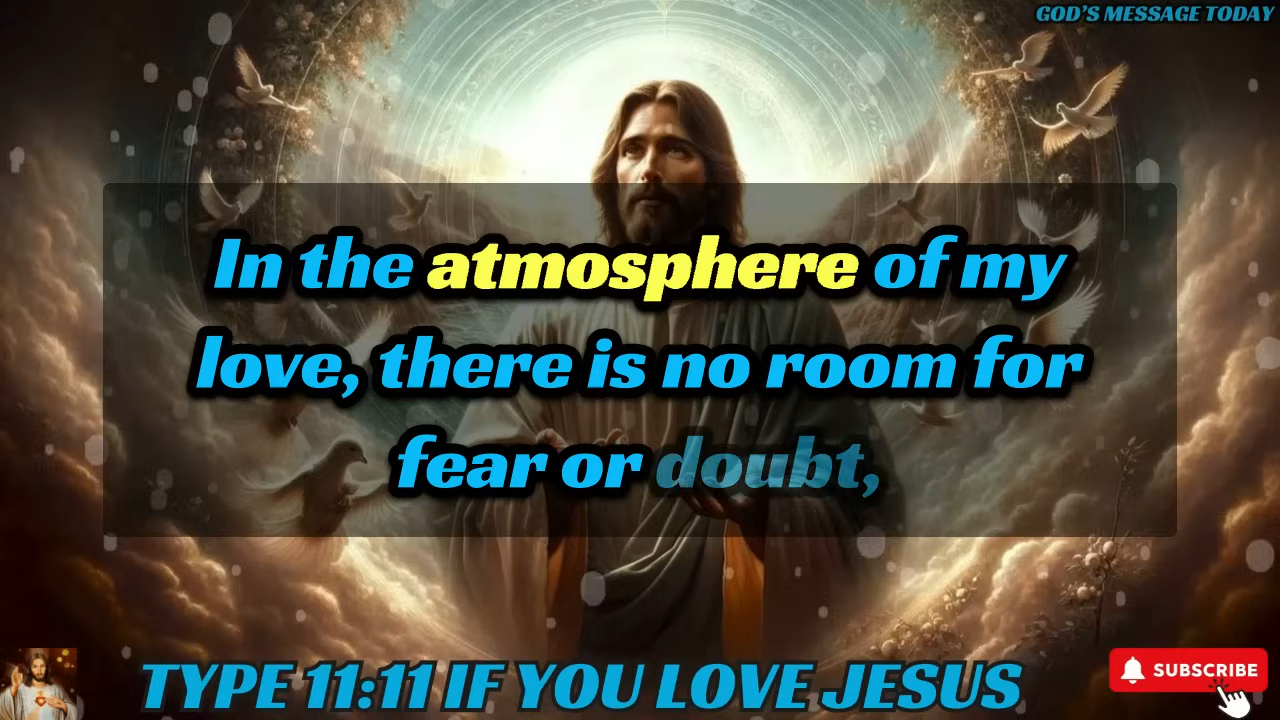 GOD'S MESSAGE TODAY
In the atmosphere of my
love, there is no room for
fear or doubt,
TYPE 11:11 IF YOU LOVE JESUS
SUBSCRIBE